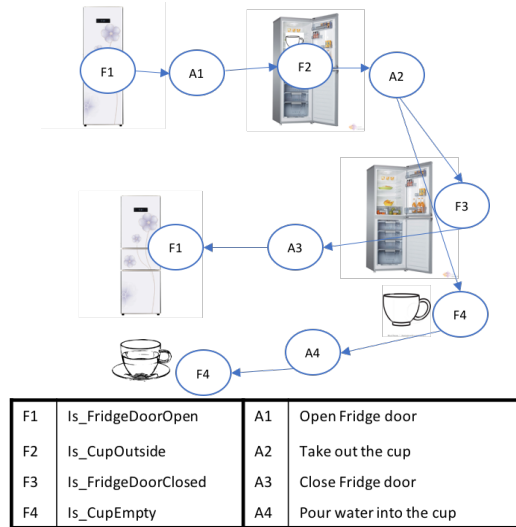 F1
A1
F2
A2
F3
F1
A3
F4
A4
F4
F1 Is_FridgeDoorOpen A1 Open Fridge door
F2 Is_CupOutside A2 Take out the cup
F3 Is_FridgeDoorClosed A3 Close Fridge door
F4 Is_CupEmpty A4 Pour water into the cup